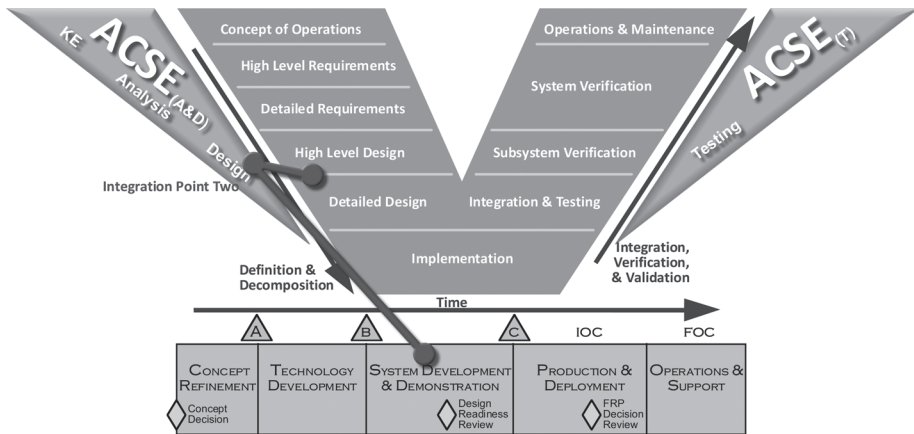 KE
ACSE(A&D)
Analysis
Design
Integration Point Two
Concept of Operations
High Level Requirements
Detailed Requirements
High Level Design
Detailed Design
Implementation
Operations & Maintenance
System Verification
Subsystem Verification
Integration & Testing
ACSE(T)
Testing
Definition &
Decomposition
Integration,
Verification,
& Validation
Time
A
B
C
IOC
FOC
CONCEPT
REFINEMENT
TECHNOLOGY
DEVELOPMENT
SYSTEM DEVELOPMENT
& DEMONSTRATION
PRODUCTION &
DEPLOYMENT
OPERATIONS &
SUPPORT
Concept
Decision
Design
Readiness
Review
FRP
Decision
Review